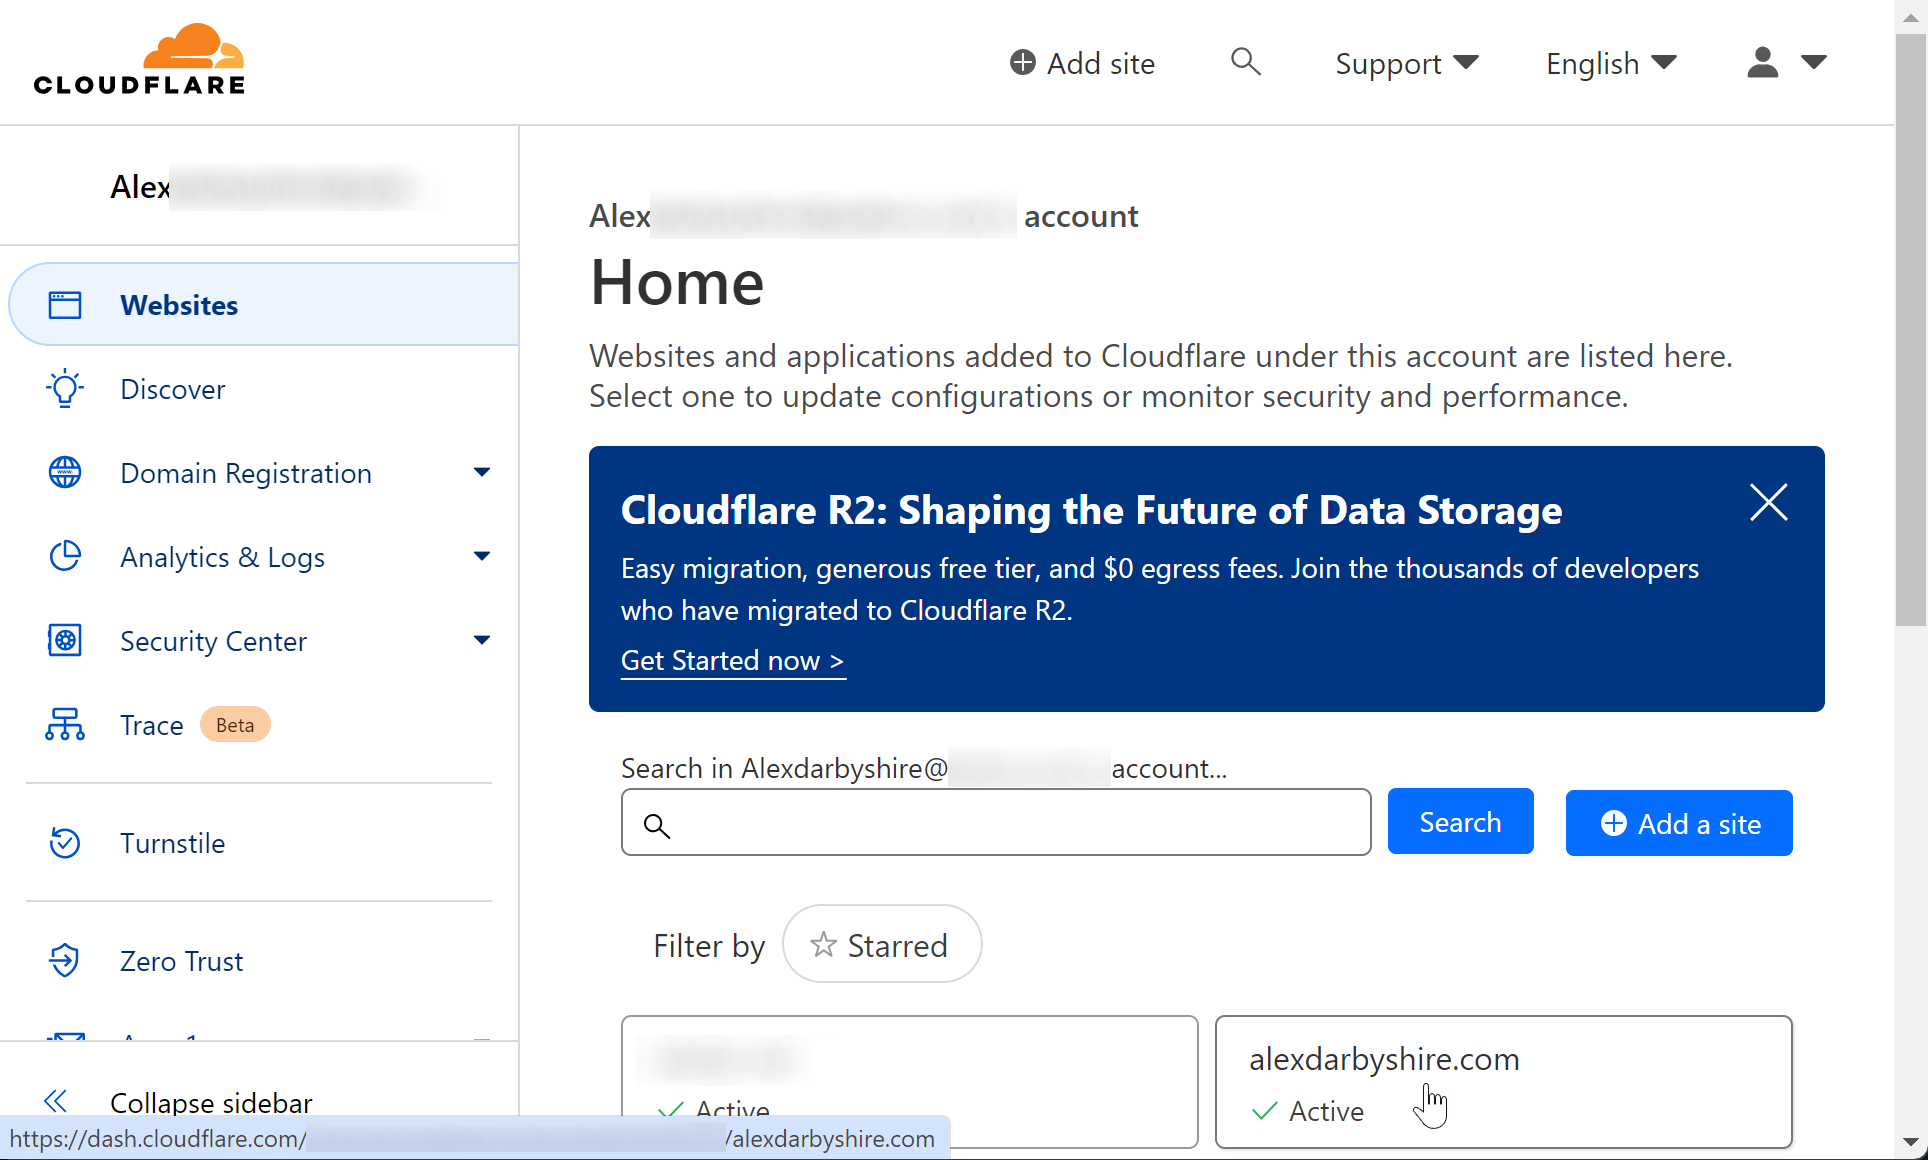 CLOUDFLARE
Add site
Support
English
Alex
Websites
Discover
Domain Registration
Analytics & Logs
Security Center
Trace Beta
Turnstile
Zero Trust
Collapse sidebar
Alex account
Home
Websites and applications added to Cloudflare under this account are listed here.
Select one to update configurations or monitor security and performance.
Cloudflare R2: Shaping the Future of Data Storage
Easy migration, generous free tier, and $0 egress fees. Join the thousands of developers
who have migrated to Cloudflare R2.
Get Started now >
Search in Alexdarbyshire@ account...
Search
Add a site
Filter by
Starred
Active
alexdarbyshire.com
Active
https://dash.cloudflare.com/ /alexdarbyshire.com